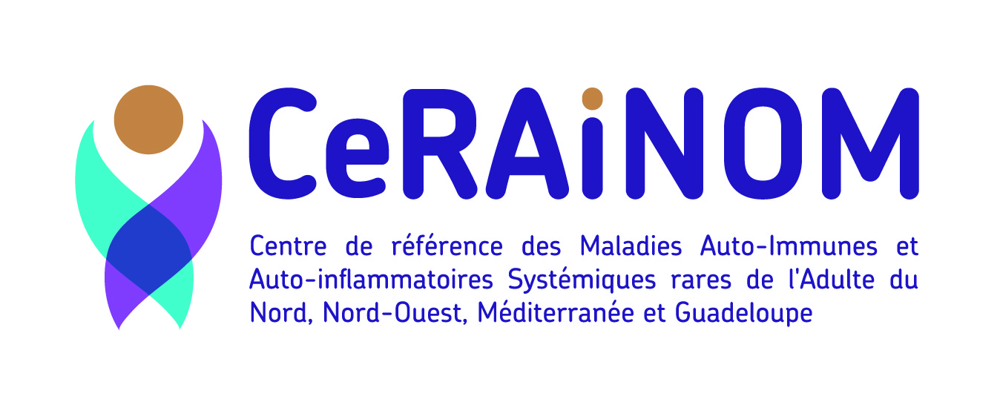 CeRAiNOM
Centre de référence des Maladies Auto-Immunes et
Auto-inflammatoires Systémiques rares de l'Adulte du
Nord, Nord-Ouest, Méditerranée et Guadeloupe